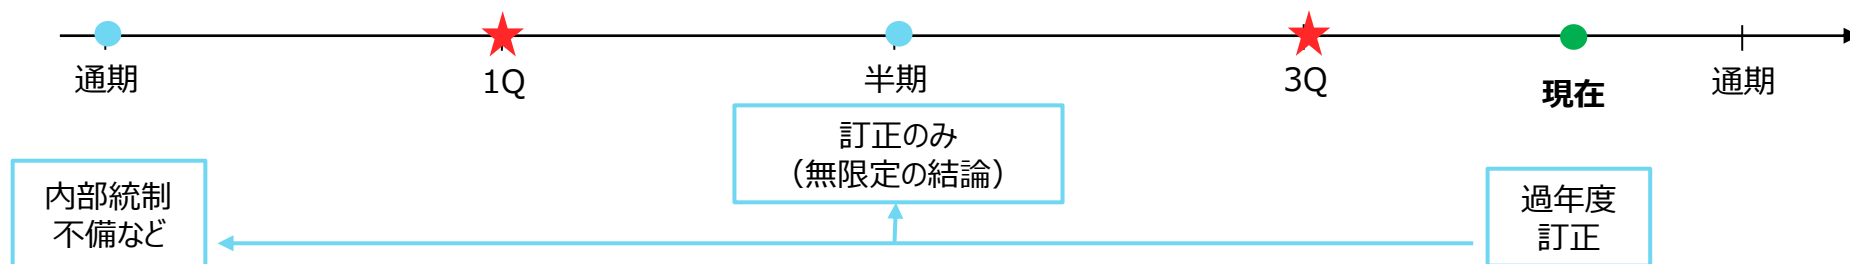 通期
1Q
半期
3Q
現在
通期
訂正のみ
（無限定の結論）
内部統制
不備など
過年度
訂正